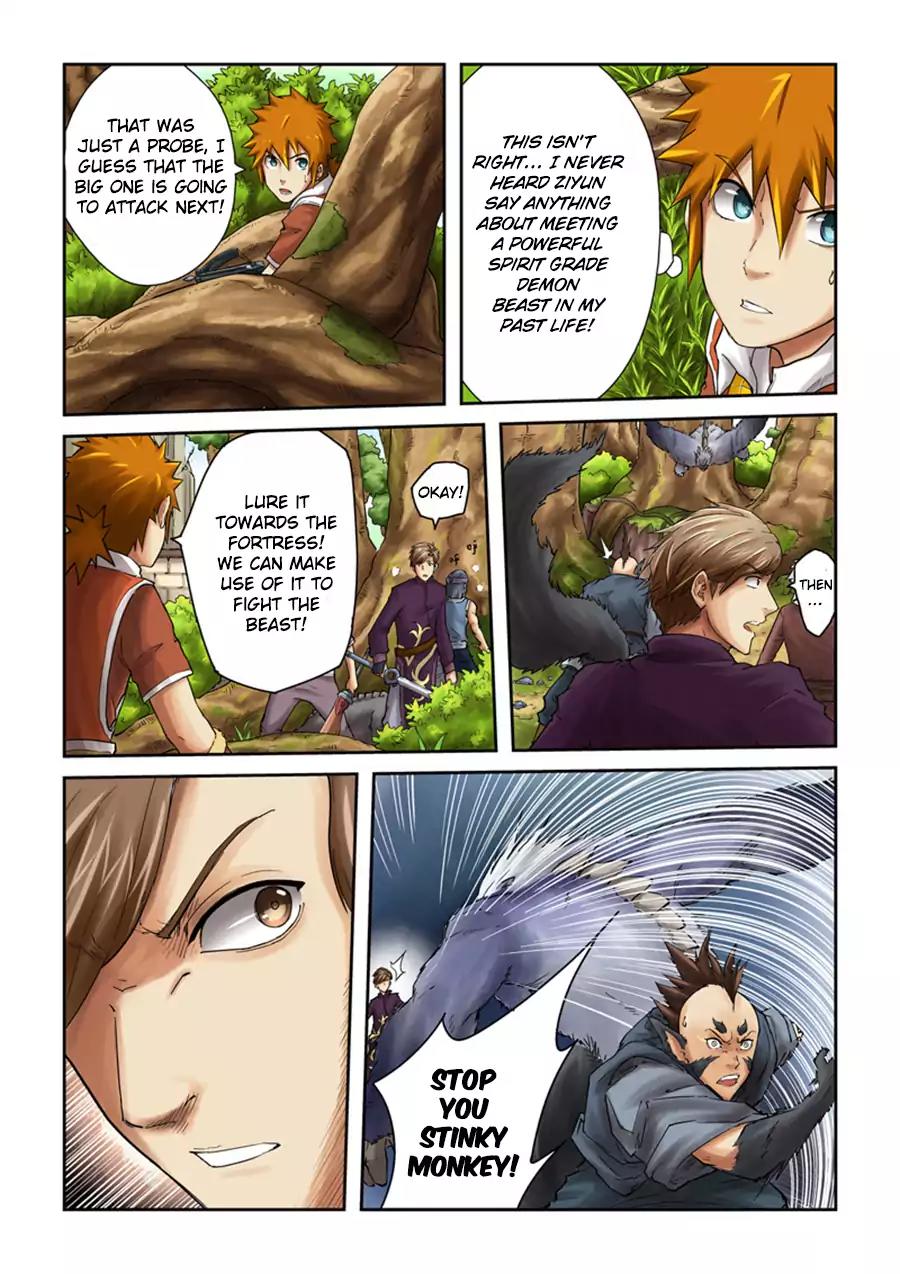 THAT WAS
JUST A PROBE, I
GUESS THAT THE
BIG ONE IS GOING
TO ATTACK NEXT!
THIS ISN'T
RIGHT... I NEVER
HEARD ZIYUN
SAY ANYTHING
ABOUT MEETING
A POWERFUL
SPIRIT GRADE
DEMON
BEAST IN MY
PAST LIFE!
LURE IT
TOWARDS THE
FORTRESS!
WE CAN MAKE
USE OF IT TO
FIGHT THE
BEAST!
OKAY!
THEN
...
STOP
YOU
STINKY
MONKEY!